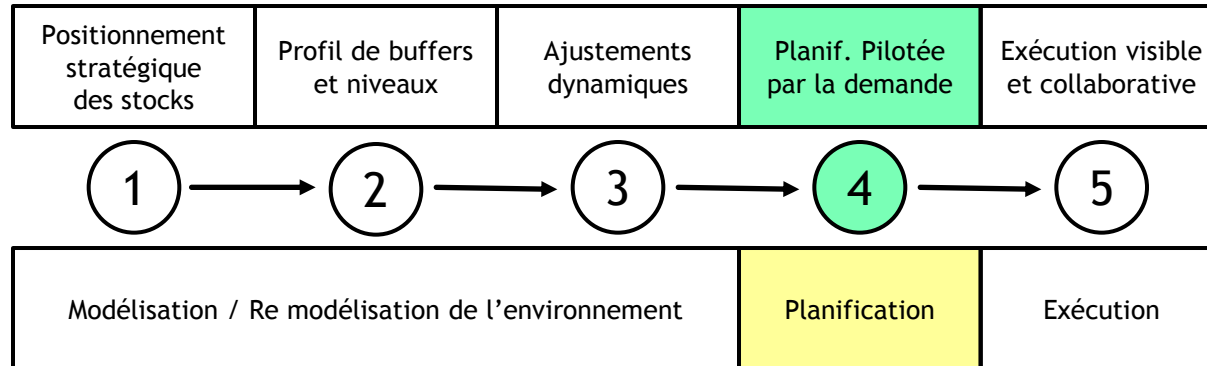 Positionnement
stratégique
des stocks
Profil de buffers
et niveaux
Ajustements
dynamiques
Planif. Pilotée
par la demande
Exécution visible
et collaborative
1
2
3
4
5
Modélisation / Re modélisation de l'environnement
Planification
Exécution